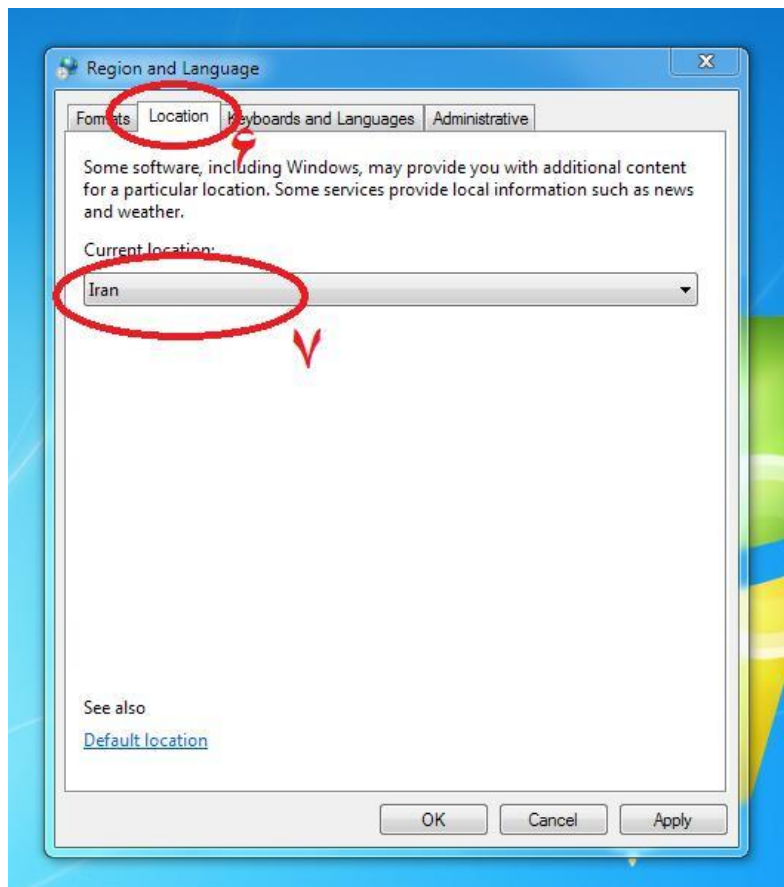 Region and Language
Formats Location Keyboards and Languages Administrative
۶
Some software, including Windows, may provide you with additional content
for a particular location. Some services provide local information such as news
and weather.
Current location:
Iran
۷
See also
Default location
OK Cancel Apply